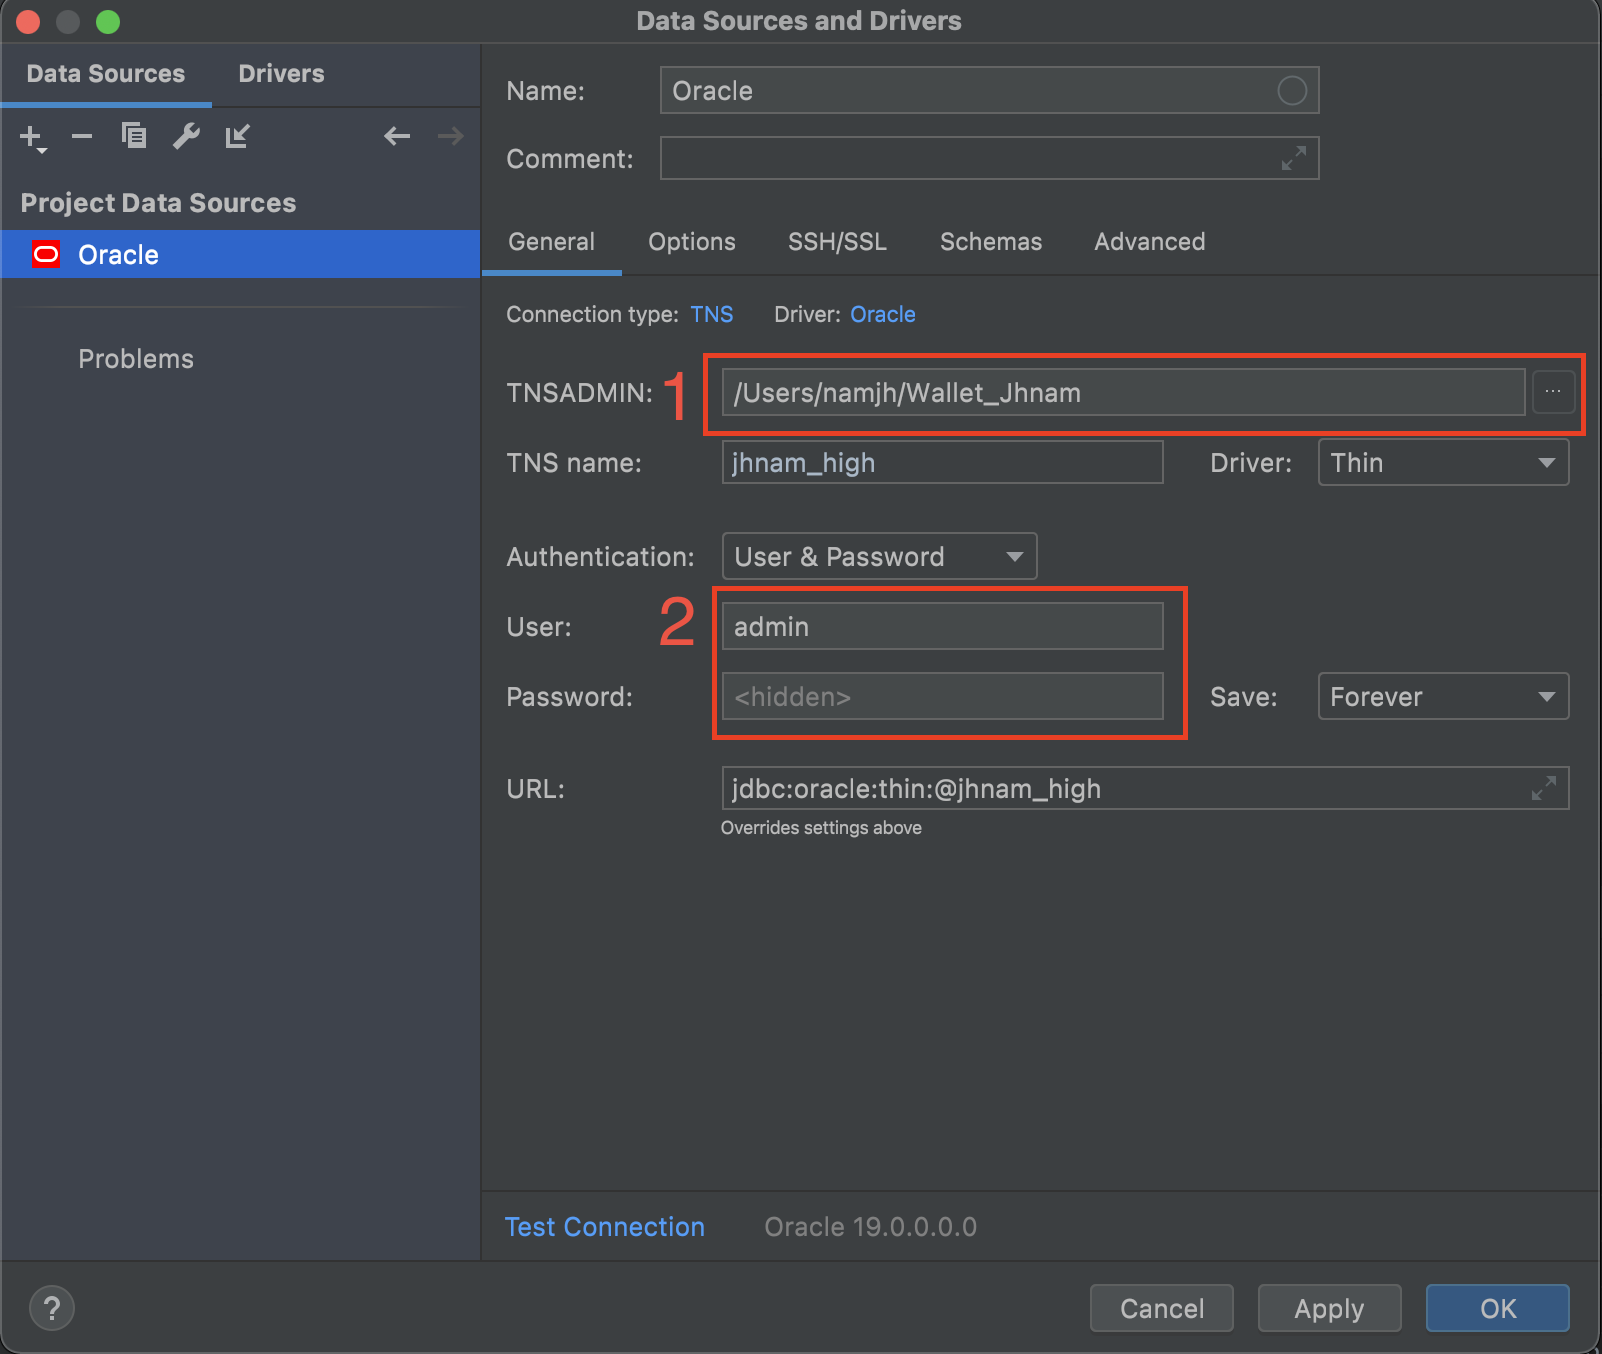 Data Sources and Drivers
Data Sources Drivers
Project Data Sources
Oracle
Problems
Name: Oracle
Comment:
General Options SSH/SSL Schemas Advanced
Connection type: TNS Driver: Oracle
TNSADMIN: 1 /Users/namjh/Wallet_Jhnam ...
TNS name: jhnam_high Driver: Thin
Authentication: User & Password
User: 2 admin
Password: <hidden> Save: Forever
URL: jdbc:oracle:thin:@jhnam_high
Overrides settings above
Test Connection Oracle 19.0.0.0.0
? Cancel Apply OK